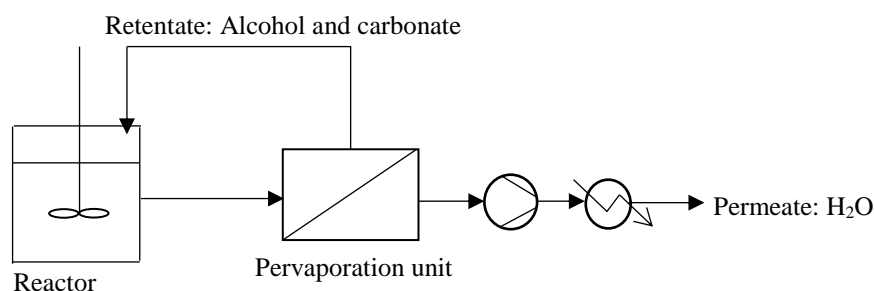 Retentate: Alcohol and carbonate
Permeate: H₂O
Pervaporation unit
Reactor